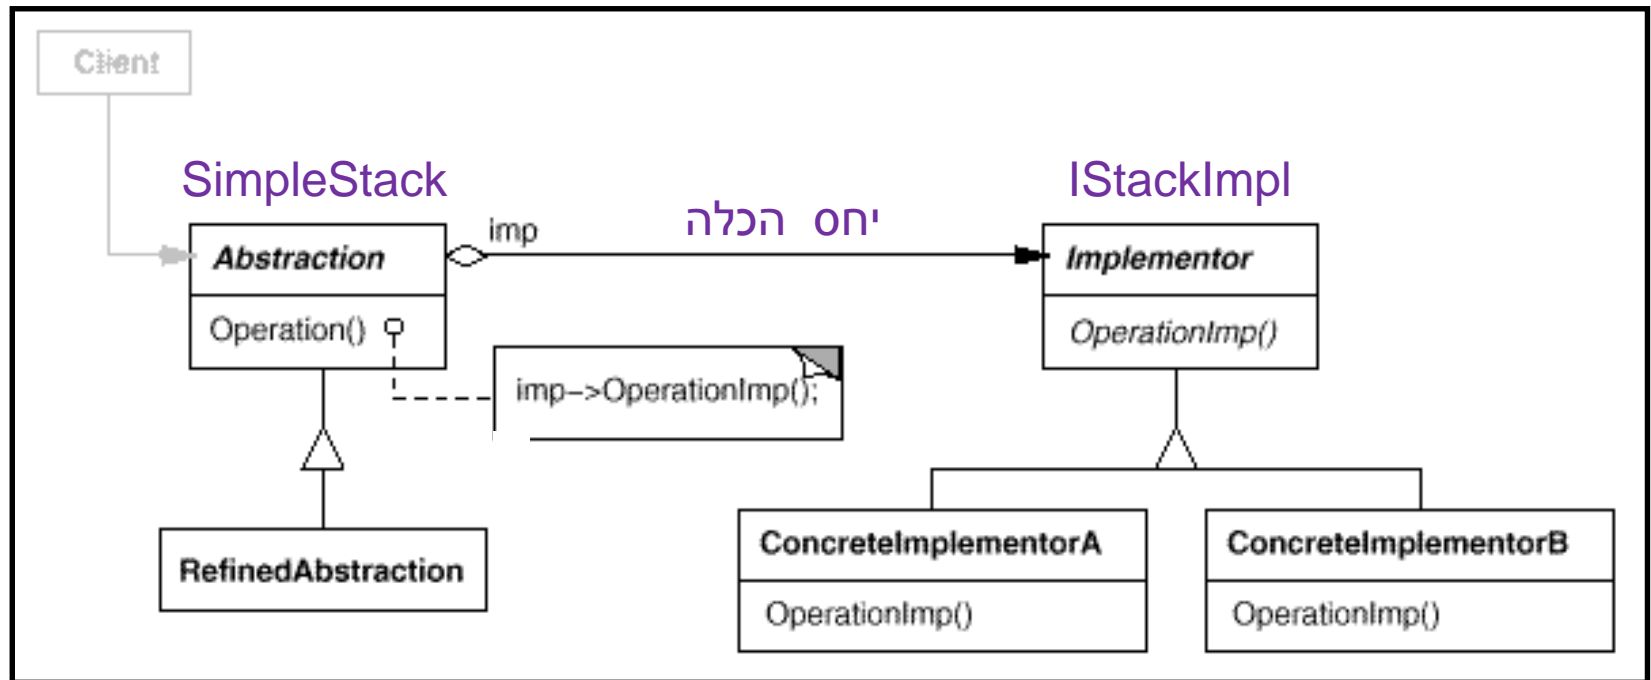 Client
SimpleStack
IStackImpl
imp
יחס הכלה
Abstraction
Implementor
Operation()
OperationImp()
imp->OperationImp();
RefinedAbstraction
ConcreteImplementorA
ConcreteImplementorB
OperationImp()
OperationImp()